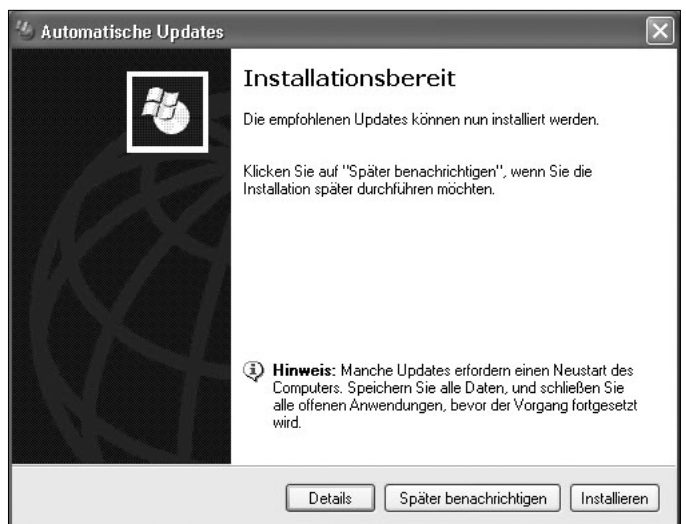 Automatische Updates
Installationsbereit
Die empfohlenen Updates können nun installiert werden.
Klicken Sie auf "Später benachrichtigen", wenn Sie die
Installation später durchführen möchten.
Hinweis: Manche Updates erfordern einen Neustart des
Computers. Speichern Sie alle Daten, und schließen Sie
alle offenen Anwendungen, bevor der Vorgang fortgesetzt
wird.
Details
Später benachrichtigen
Installieren